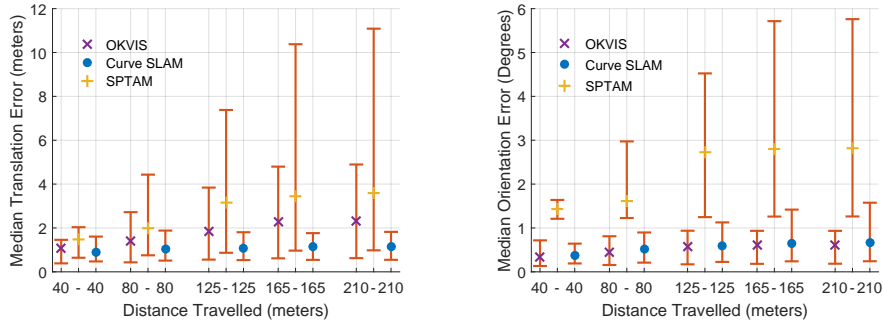 Median Translation Error (meters)
12
10
8
6
4
2
0
OKVIS
Curve SLAM
SPTAM
40 - 40 80 - 80 125 - 125 165 - 165 210 - 210
Distance Travelled (meters)
Median Orientation Error (Degrees)
6
5
4
3
2
1
0
OKVIS
Curve SLAM
SPTAM
40 - 40 80 - 80 125 - 125 165 - 165 210 - 210
Distance Travelled (meters)